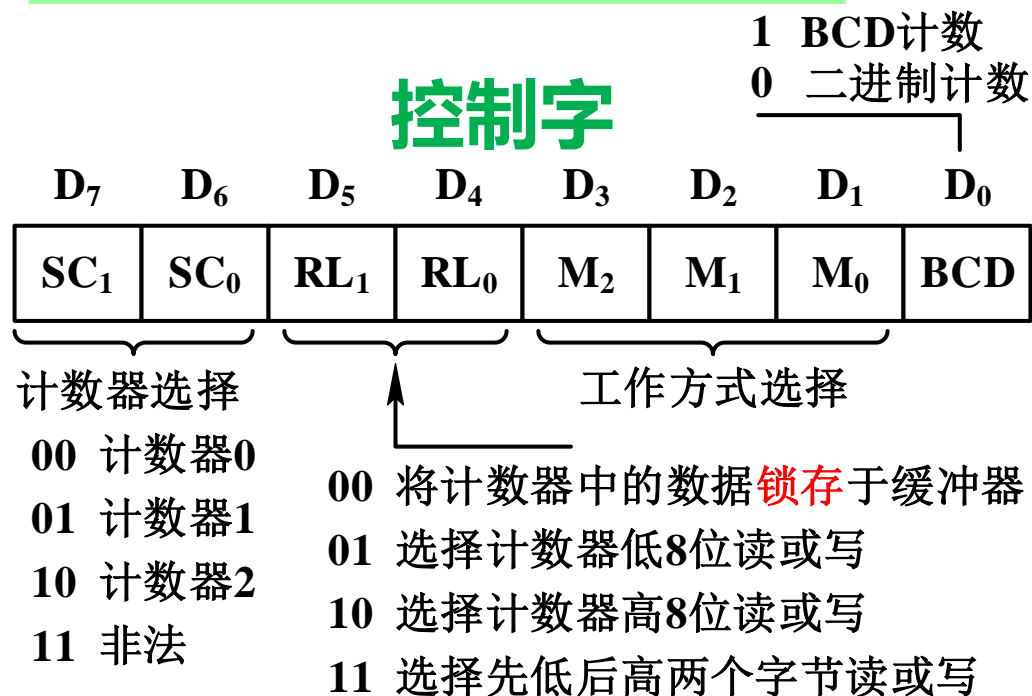 1 BCD计数
0 二进制计数
控制字
D₇ D₆ D₅ D₄ D₃ D₂ D₁ D₀
SC₁ SC₀ RL₁ RL₀ M₂ M₁ M₀ BCD
计数器选择
00 计数器0
01 计数器1
10 计数器2
11 非法
工作方式选择
00 将计数器中的数据锁存于缓冲器
01 选择计数器低8位读或写
10 选择计数器高8位读或写
11 选择先低后高两个字节读或写